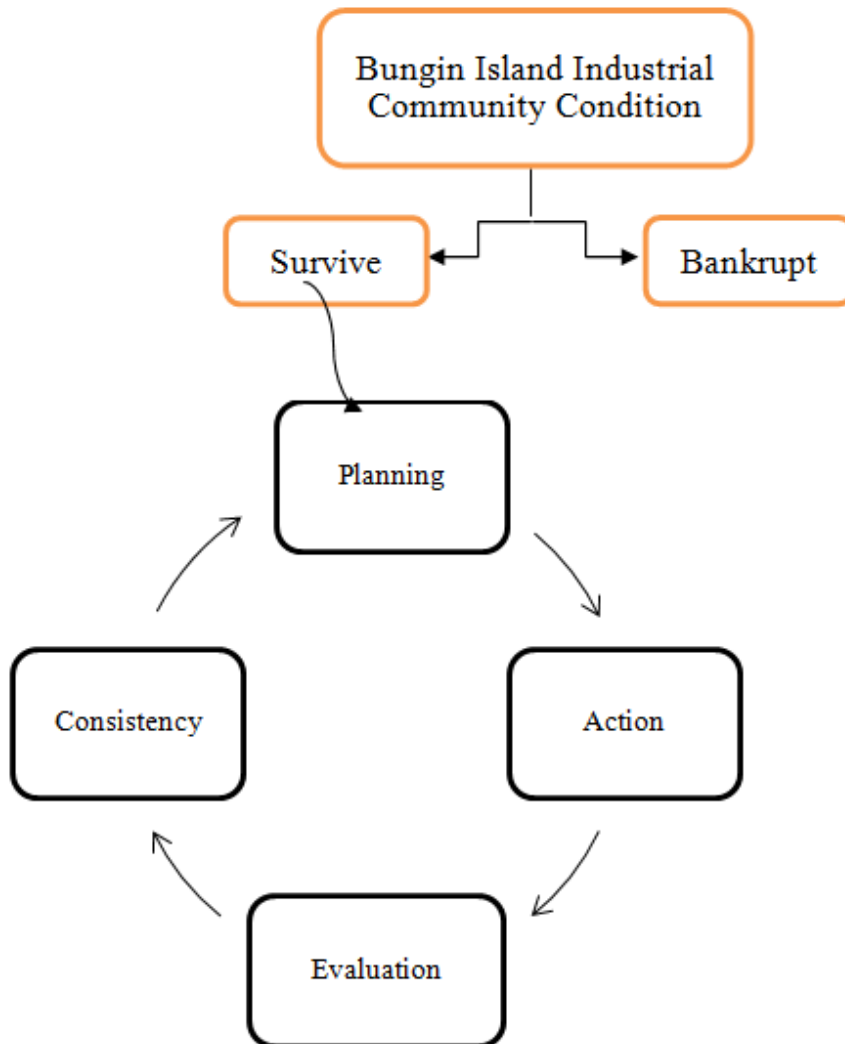 Bungin Island Industrial
Community Condition
Survive
Bankrupt
Planning
Consistency
Action
Evaluation